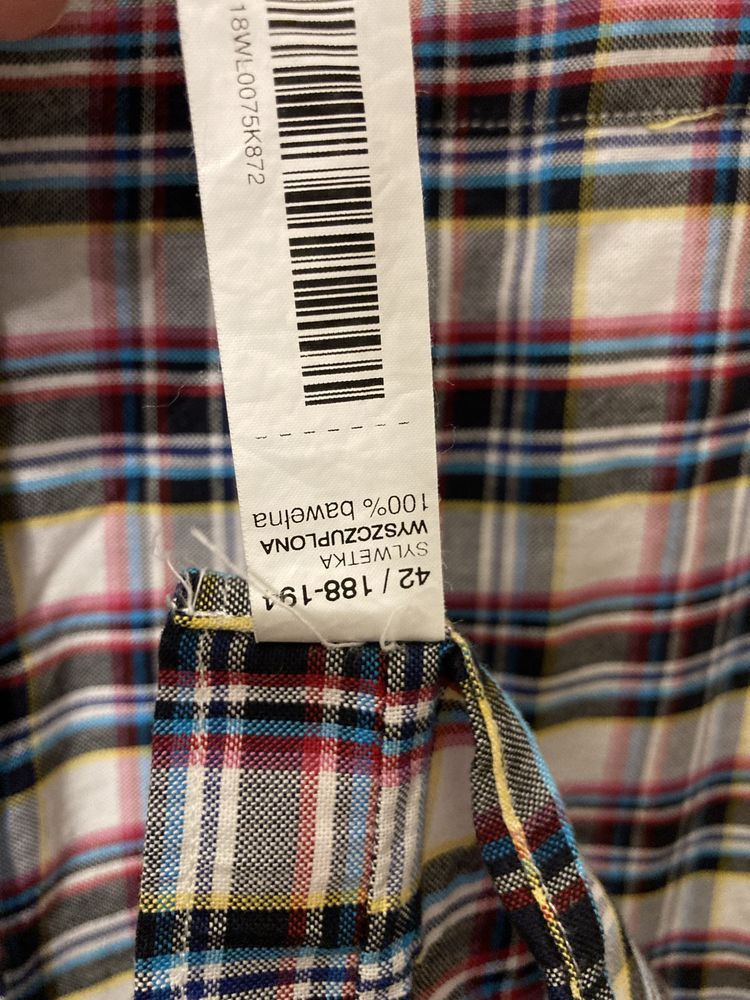 42 / 188-194
SYLWETKA
WYSZCZUPLONA
100% bawełna
18WL0075K872